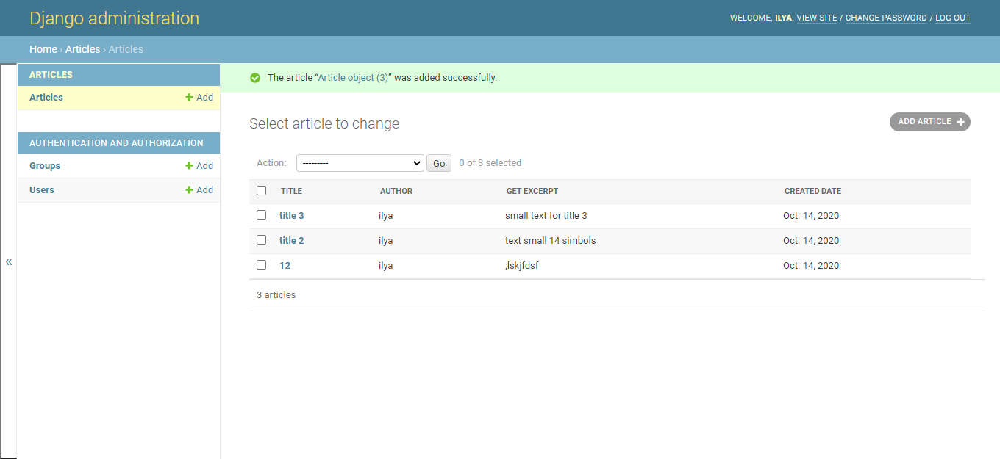 Django administration
WELCOME, ILYA. VIEW SITE / CHANGE PASSWORD / LOG OUT
Home › Articles › Articles
ARTICLES
Articles + Add
AUTHENTICATION AND AUTHORIZATION
Groups + Add
Users + Add
«
The article “Article object (3)” was added successfully.
Select article to change
ADD ARTICLE +
Action: --------- Go 0 of 3 selected
TITLE AUTHOR GET EXCERPT CREATED DATE
title 3 ilya small text for title 3 Oct. 14, 2020
title 2 ilya text small 14 simbols Oct. 14, 2020
12 ilya ;lskjfdsf Oct. 14, 2020
3 articles